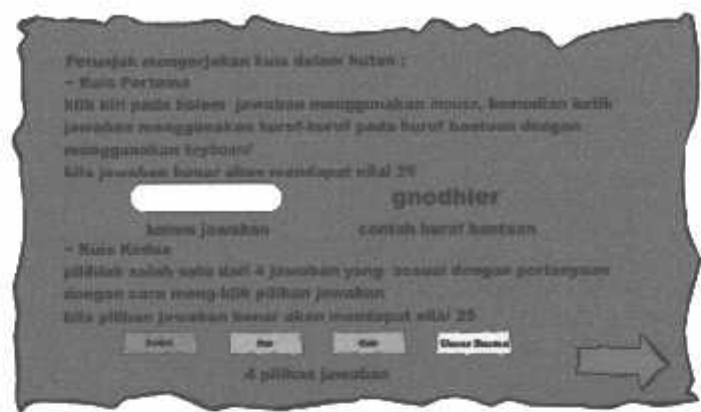 Petunjuk mengerjakan kuis dalam hutan :
- Kuis Pertama
klik kiri pada kolom jawaban menggunakan mouse, kemudian ketik
jawaban menggunakan huruf-huruf pada huruf bantuan dengan
menggunakan keyboard
bila jawaban benar akan mendapat nilai 25
gnodhier
kolom jawaban contoh huruf bantuan
- Kuis Kedua
pilihlah salah satu dari 4 jawaban yang sesuai dengan pertanyaan
dengan cara meng-klik pilihan jawaban
bila pilihan jawaban benar akan mendapat nilai 25
4 pilihan jawaban